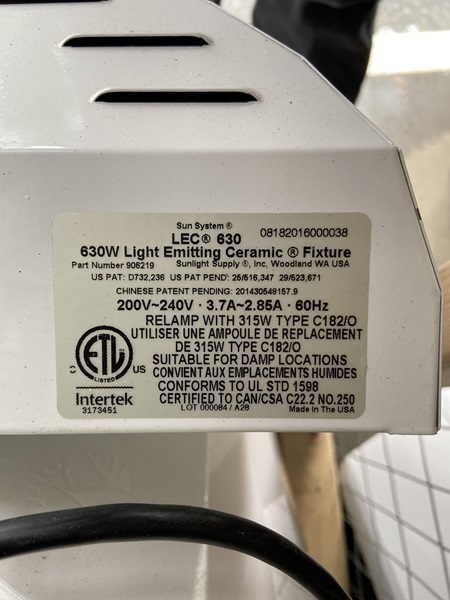 Sun System ®
LEC® 630 08182016000038
630W Light Emitting Ceramic ® Fixture
Part Number 906219 Sunlight Supply ®, Inc, Woodland WA USA
US PAT: D732,236 US PAT PEND: 25/516,347 29/523,671
CHINESE PATENT PENDING: 201430548157.9
200V~240V · 3.7A~2.85A · 60Hz
RELAMP WITH 315W TYPE C182/O
UTILISER UNE AMPOULE DE REPLACEMENT
DE 315W TYPE C182/O
SUITABLE FOR DAMP LOCATIONS
CONVIENT AUX EMPLACEMENTS HUMIDES
CONFORMS TO UL STD 1598
CERTIFIED TO CAN/CSA C22.2 NO.250
LOT 000084 / A28 Made In The USA
C ETL US
LISTED
Intertek
3173451